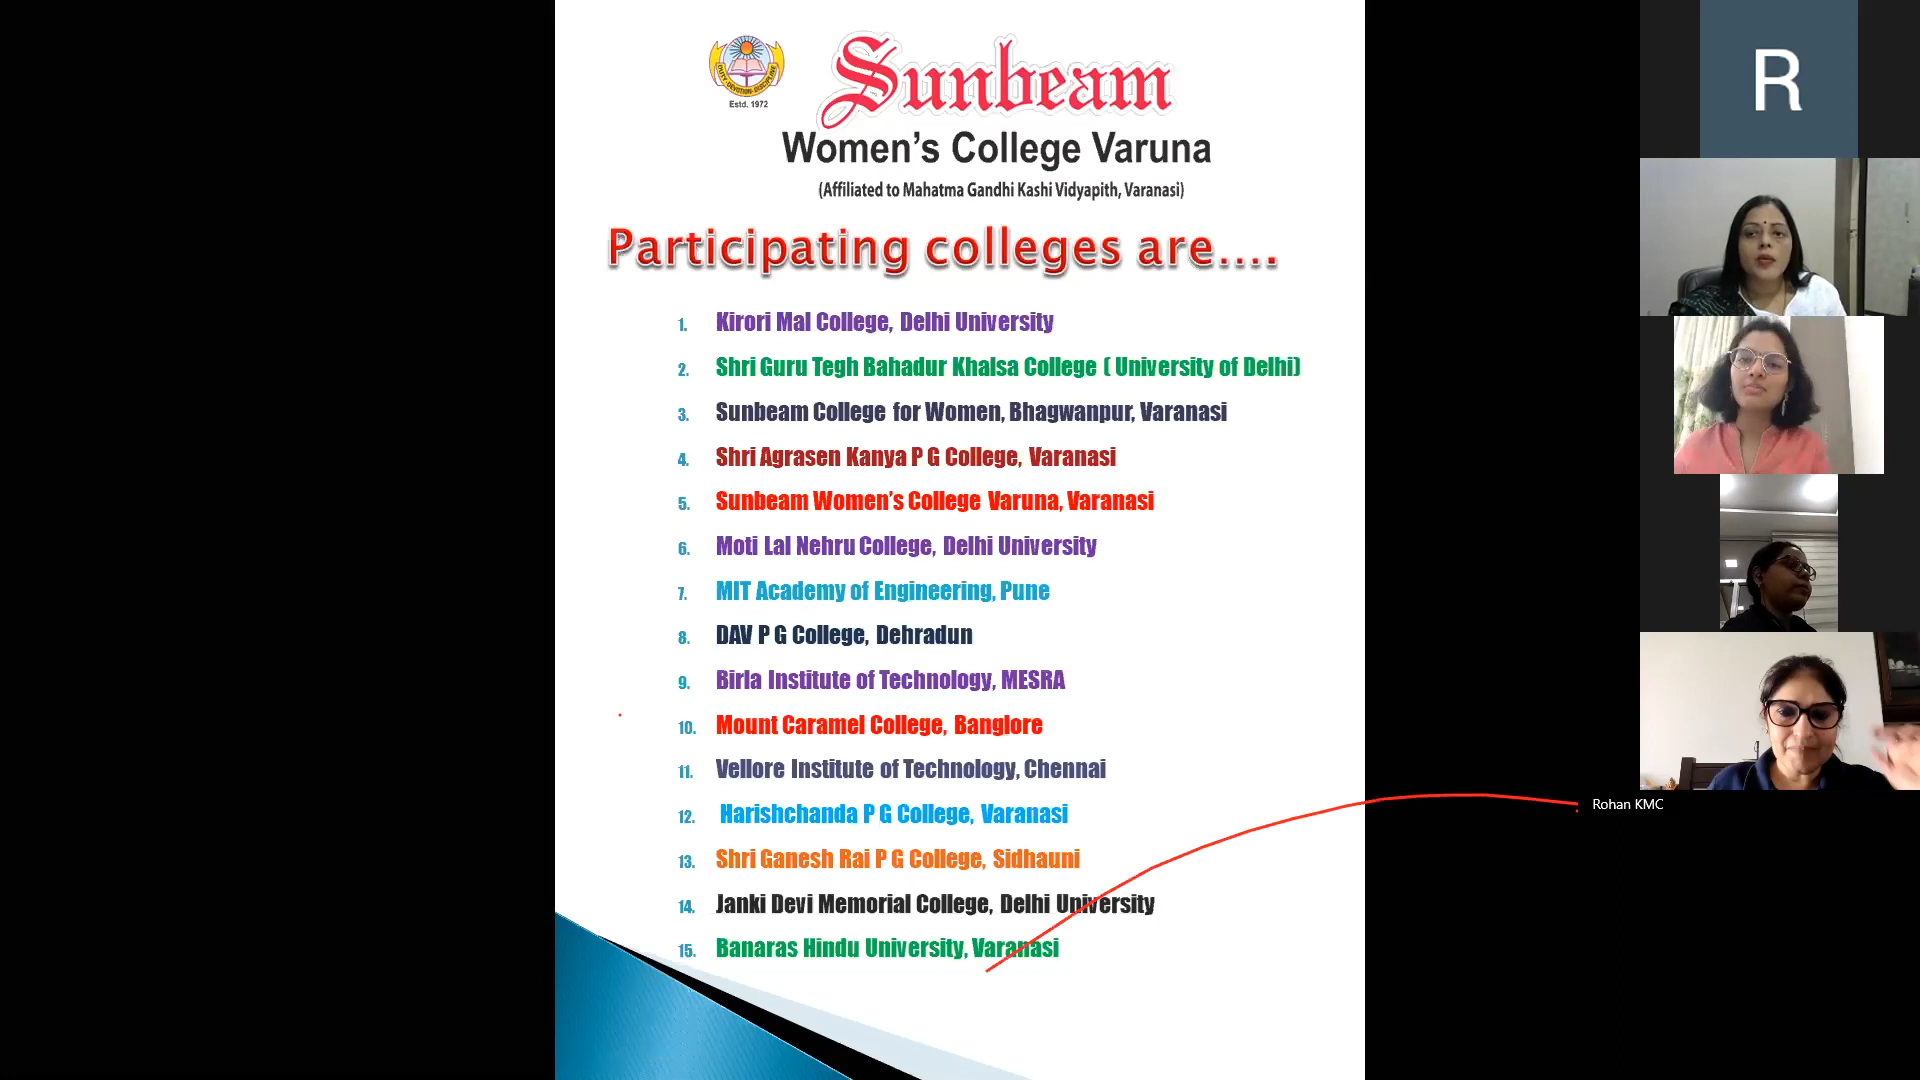 DUTY-DEVOTION-DISCIPLINE
Estd. 1972
Sunbeam
Women’s College Varuna
(Affiliated to Mahatma Gandhi Kashi Vidyapith, Varanasi)
Participating colleges are....
1. Kirori Mal College, Delhi University
2. Shri Guru Tegh Bahadur Khalsa College ( University of Delhi)
3. Sunbeam College for Women, Bhagwanpur, Varanasi
4. Shri Agrasen Kanya P G College, Varanasi
5. Sunbeam Women’s College Varuna, Varanasi
6. Moti Lal Nehru College, Delhi University
7. MIT Academy of Engineering, Pune
8. DAV P G College, Dehradun
9. Birla Institute of Technology, MESRA
10. Mount Caramel College, Banglore
11. Vellore Institute of Technology, Chennai
12. Harishchanda P G College, Varanasi
13. Shri Ganesh Rai P G College, Sidhauni
14. Janki Devi Memorial College, Delhi University
15. Banaras Hindu University, Varanasi
R
Rohan KMC